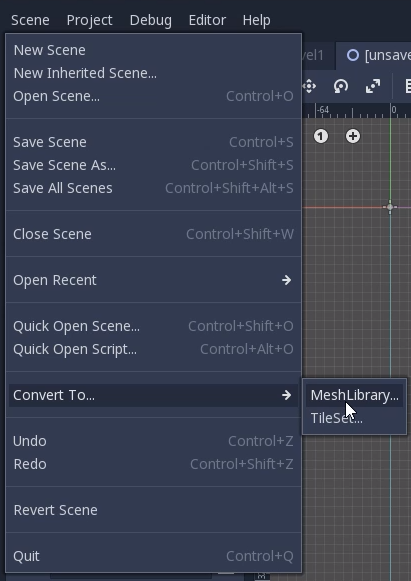 Scene Project Debug Editor Help
New Scene
New Inherited Scene...
Open Scene... Control+O
Save Scene Control+S
Save Scene As... Control+Shift+S
Save All Scenes Control+Shift+Alt+S
Close Scene Control+Shift+W
Open Recent
Quick Open Scene... Control+Shift+O
Quick Open Script... Control+Alt+O
Convert To...
MeshLibrary...
TileSet...
Undo Control+Z
Redo Control+Shift+Z
Revert Scene
Quit Control+Q
vel1 [unsave
-64 0
1